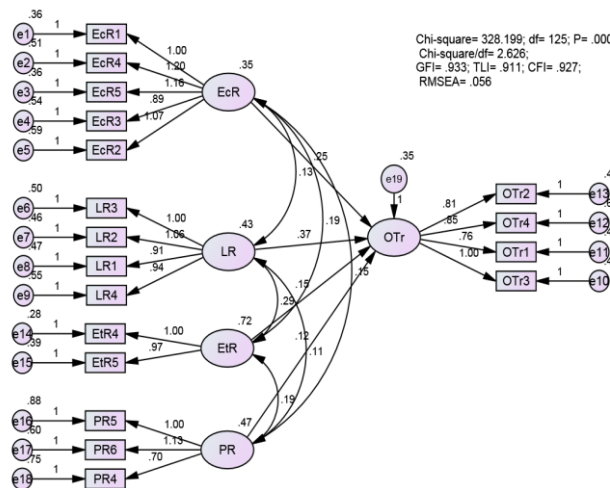 Chi-square= 328.199; df= 125; P= .000
Chi-square/df= 2.626;
GFI= .933; TLI= .911; CFI= .927;
RMSEA= .056
.36
e1 1 EcR1 1.00
.51
e2 1 EcR4 1.20
.36
e3 1 EcR5 1.16
.54
e4 1 EcR3 .89
.59
e5 1 EcR2 1.07
.35
EcR
.25
.13
.19
.50
e6 1 LR3 1.00
.46
e7 1 LR2 1.06
.47
e8 1 LR1 .91
.55
e9 1 LR4 .94
.43
LR
.37
.15
.29
.15
.12
.11
.28
e14 1 EtR4 1.00
.39
e15 1 EtR5 .97
.72
EtR
.19
.88
e16 1 PR5 1.00
.60
e17 1 PR6 1.13
.75
e18 1 PR4 .70
.47
PR
.35
e19
1
OTr
.81 OTr2 1 e13
.85 OTr4 1 e12
.76 OTr1 1 e11
1.00 OTr3 1 e10